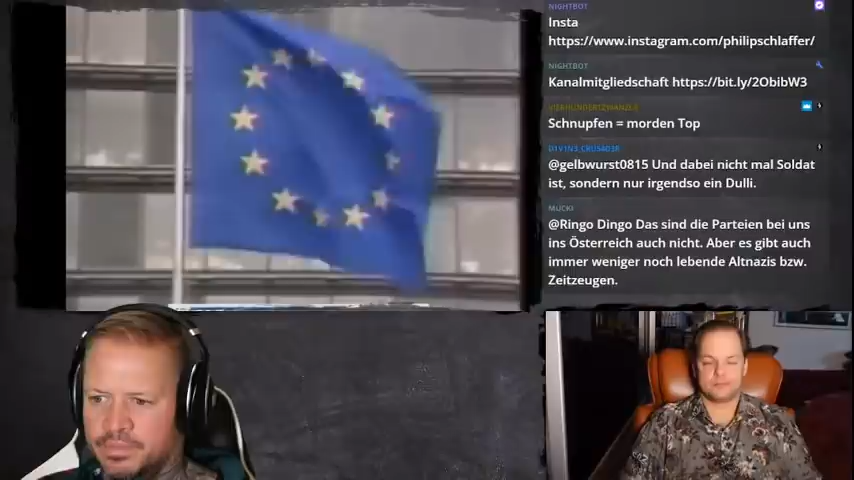 NIGHTBOT
Insta
https://www.instagram.com/philipschlaffer/
NIGHTBOT
Kanalmitgliedschaft https://bit.ly/2ObibW3
VIERHUNDERTZWANZIG
Schnupfen = morden Top
D1V1N3_CRUS4D3R
@gelbwurst0815 Und dabei nicht mal Soldat
ist, sondern nur irgendso ein Dulli.
MUCKI
@Ringo Dingo Das sind die Parteien bei uns
ins Österreich auch nicht. Aber es gibt auch
immer weniger noch lebende Altnazis bzw.
Zeitzeugen.